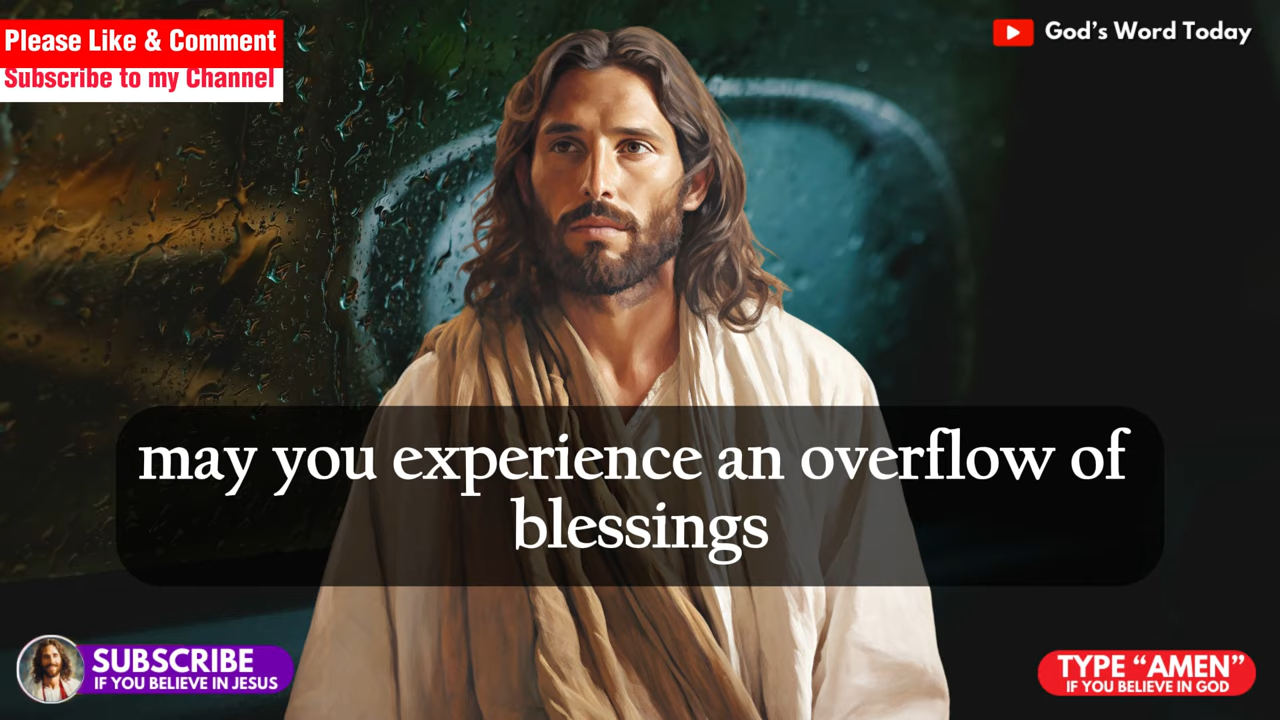 Please Like & Comment
Subscribe to my Channel
God's Word Today
may you experience an overflow of
blessings
SUBSCRIBE
IF YOU BELIEVE IN JESUS
TYPE “AMEN”
IF YOU BELIEVE IN GOD